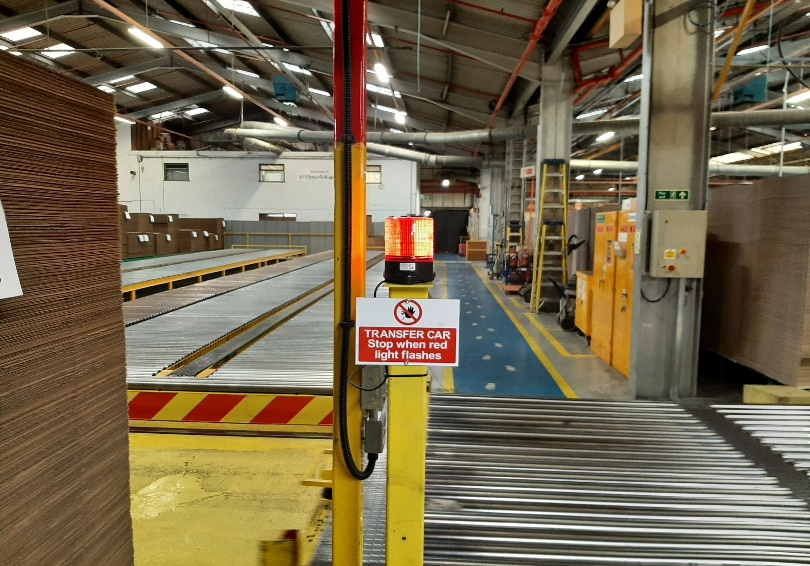 TRANSFER CAR
Stop when red
light flashes